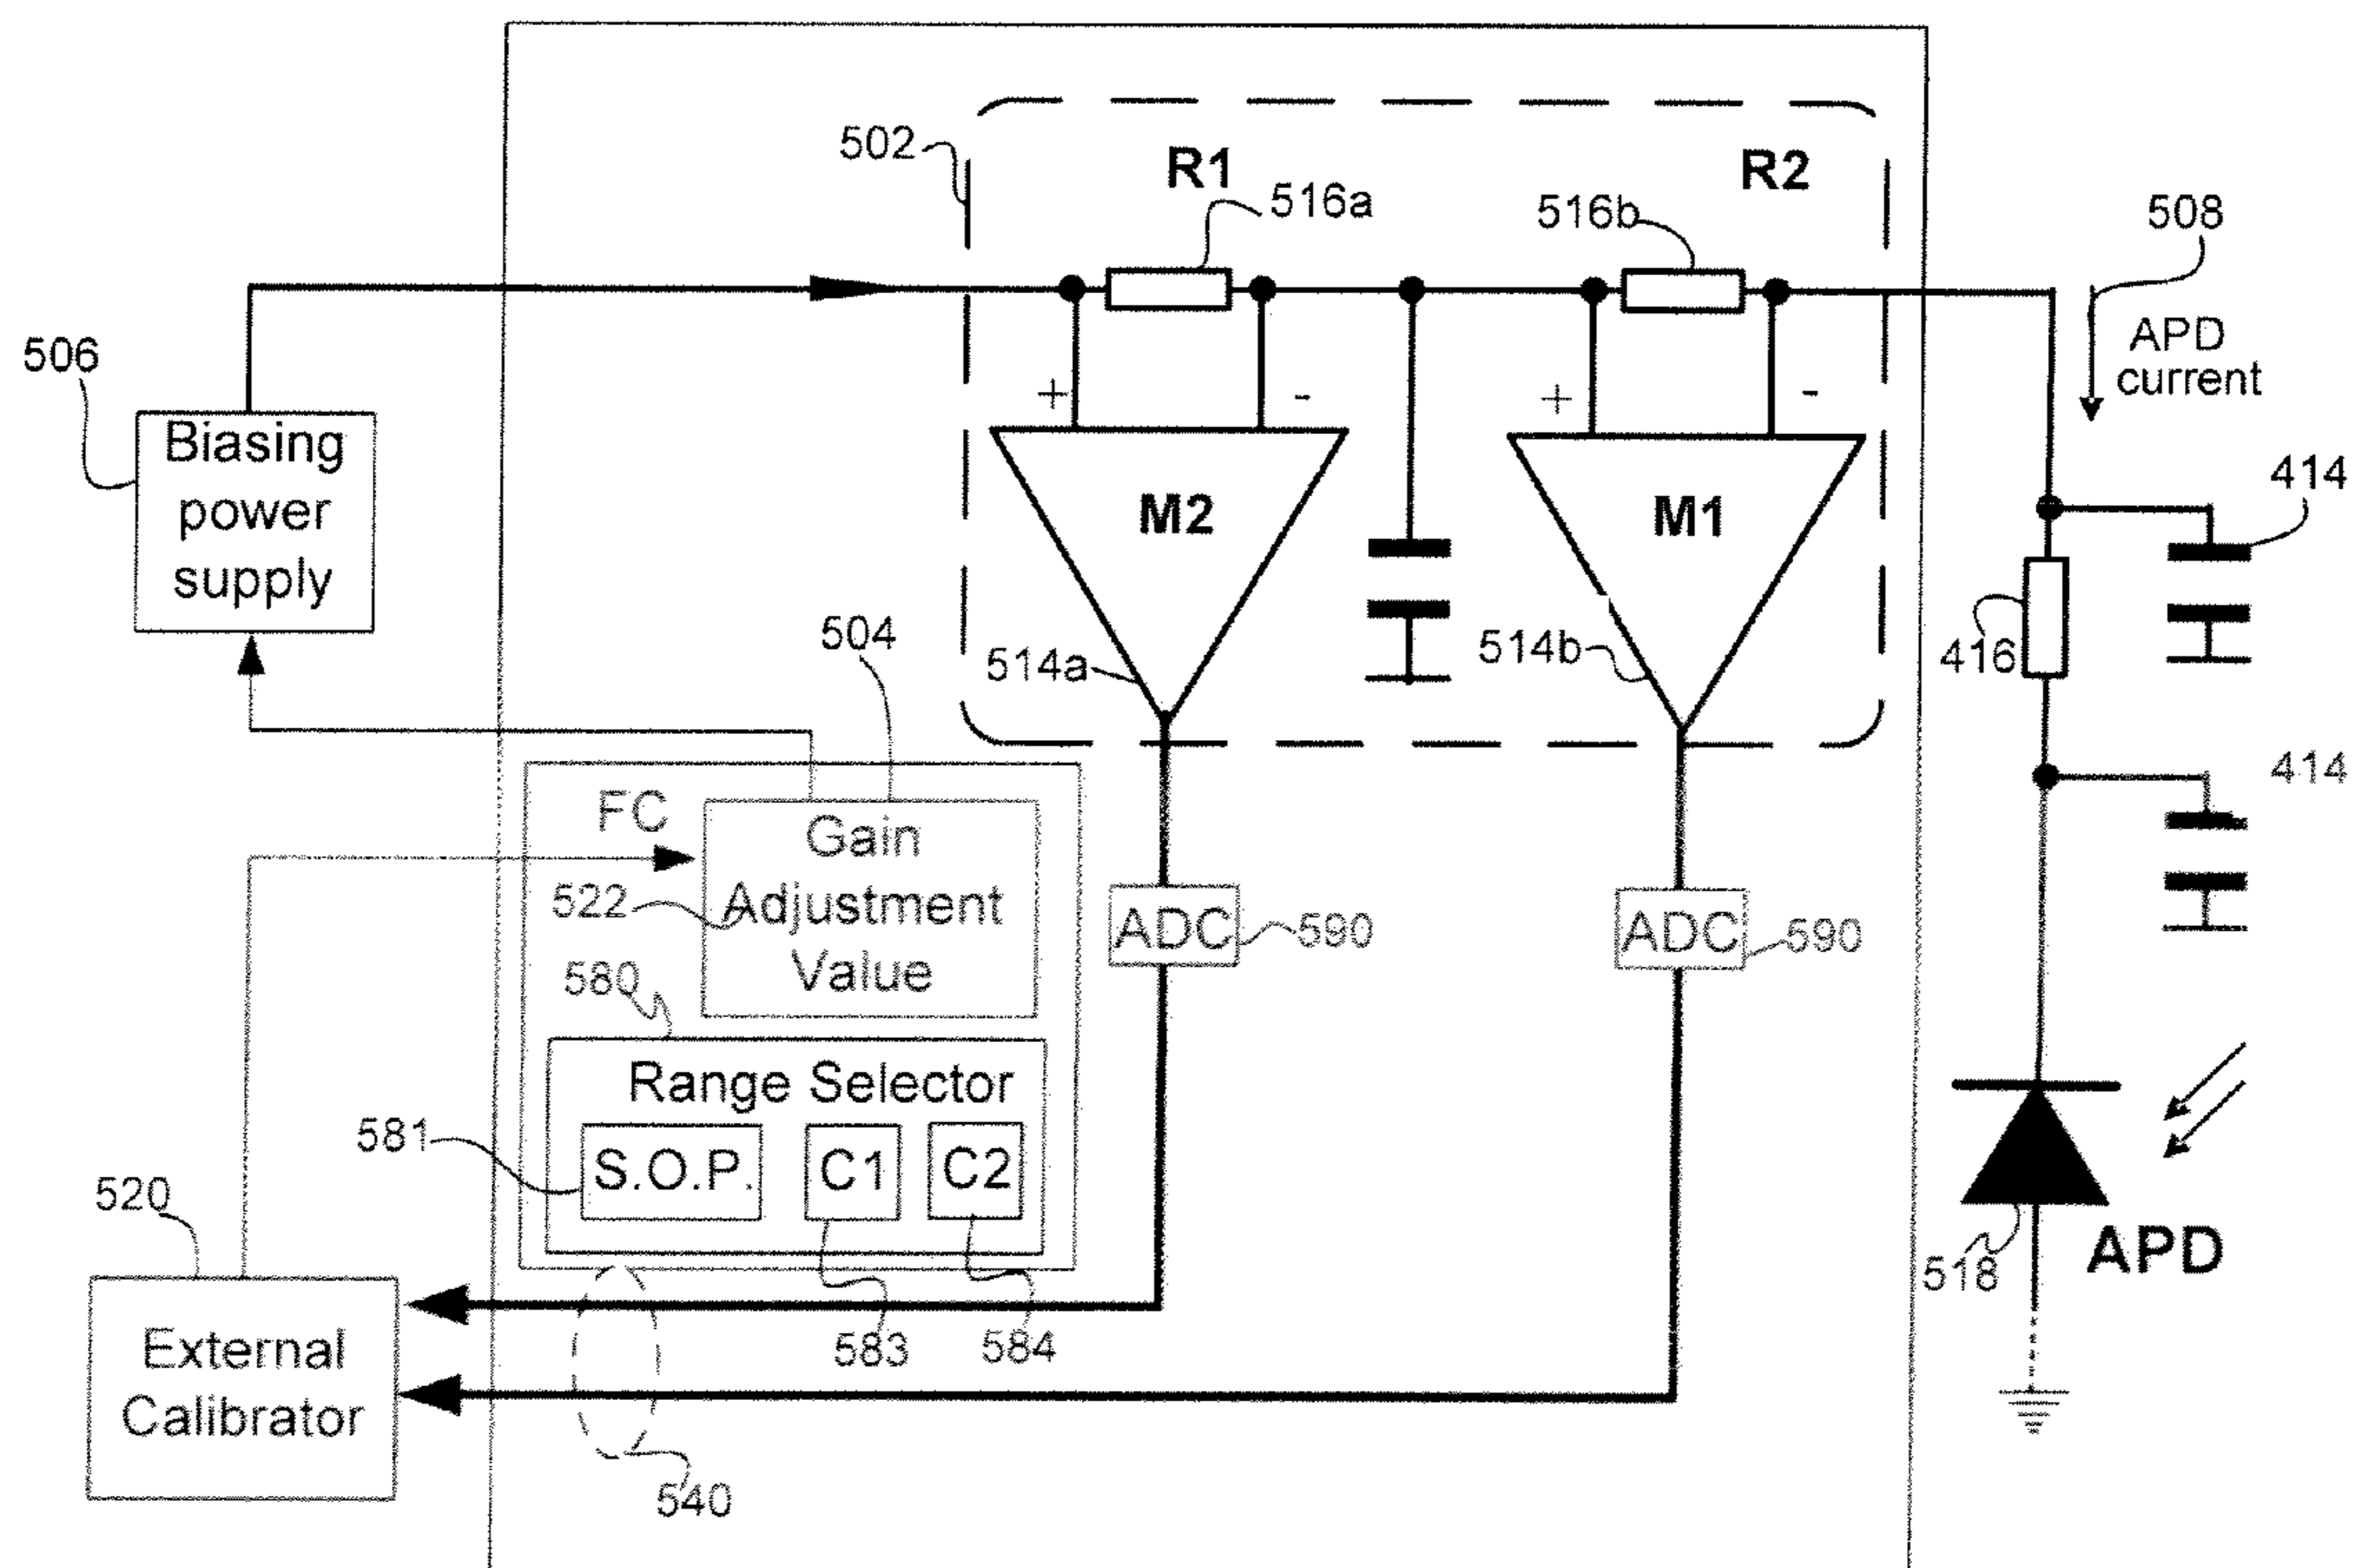 502
R1
516a
R2
516b
508
APD
current
506
Biasing
power
supply
+
-
+
-
M2
M1
514a
514b
414
416
414
504
FC
Gain
Adjustment
Value
522
ADC
590
ADC
590
580
Range Selector
581
S.O.P.
C1
C2
520
External
Calibrator
583
584
540
518
APD